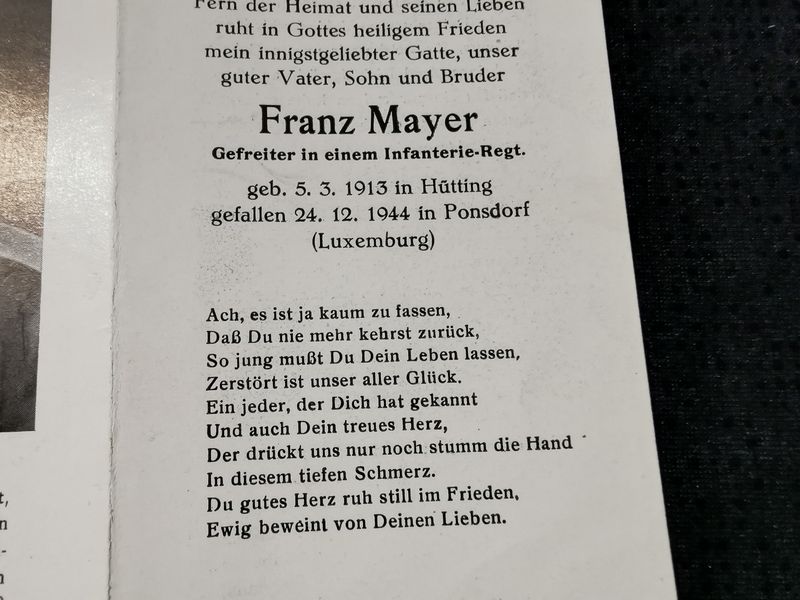 Fern der Heimat und seinen Lieben
ruht in Gottes heiligem Frieden
mein innigstgeliebter Gatte, unser
guter Vater, Sohn und Bruder
Franz Mayer
Gefreiter in einem Infanterie-Regt.
geb. 5. 3. 1913 in Hütting
gefallen 24. 12. 1944 in Ponsdorf
(Luxemburg)
Ach, es ist ja kaum zu fassen,
Daß Du nie mehr kehrst zurück,
So jung mußt Du Dein Leben lassen,
Zerstört ist unser aller Glück.
Ein jeder, der Dich hat gekannt
Und auch Dein treues Herz,
Der drückt uns nur noch stumm die Hand
In diesem tiefen Schmerz.
Du gutes Herz ruh still im Frieden,
Ewig beweint von Deinen Lieben.